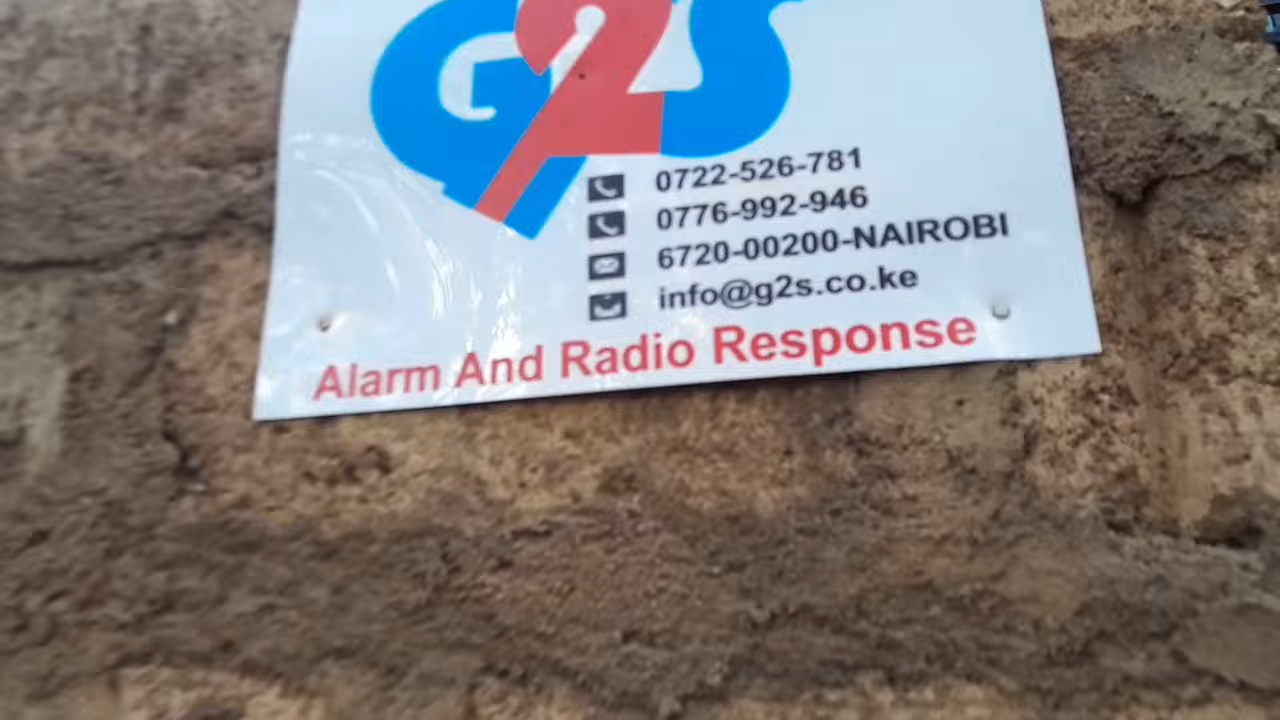 G2S
0722-526-781
0776-992-946
6720-00200-NAIROBI
info@g2s.co.ke
Alarm And Radio Response